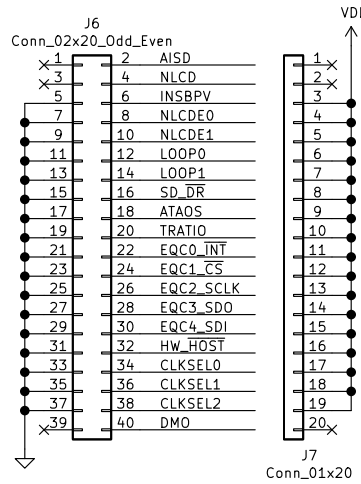 VD
J6
Conn_02x20_Odd_Even
1 2 AISD 1
3 4 NLCD 2
5 6 INSBPV 3
7 8 NLCDE0 4
9 10 NLCDE1 5
11 12 LOOP0 6
13 14 LOOP1 7
15 16 SD_DR 8
17 18 ATAOS 9
19 20 TRATIO 10
21 22 EQC0_INT 11
23 24 EQC1_CS 12
25 26 EQC2_SCLK 13
27 28 EQC3_SDO 14
29 30 EQC4_SDI 15
31 32 HW_HOST 16
33 34 CLKSEL0 17
35 36 CLKSEL1 18
37 38 CLKSEL2 19
39 40 DMO 20
J7
Conn_01x20